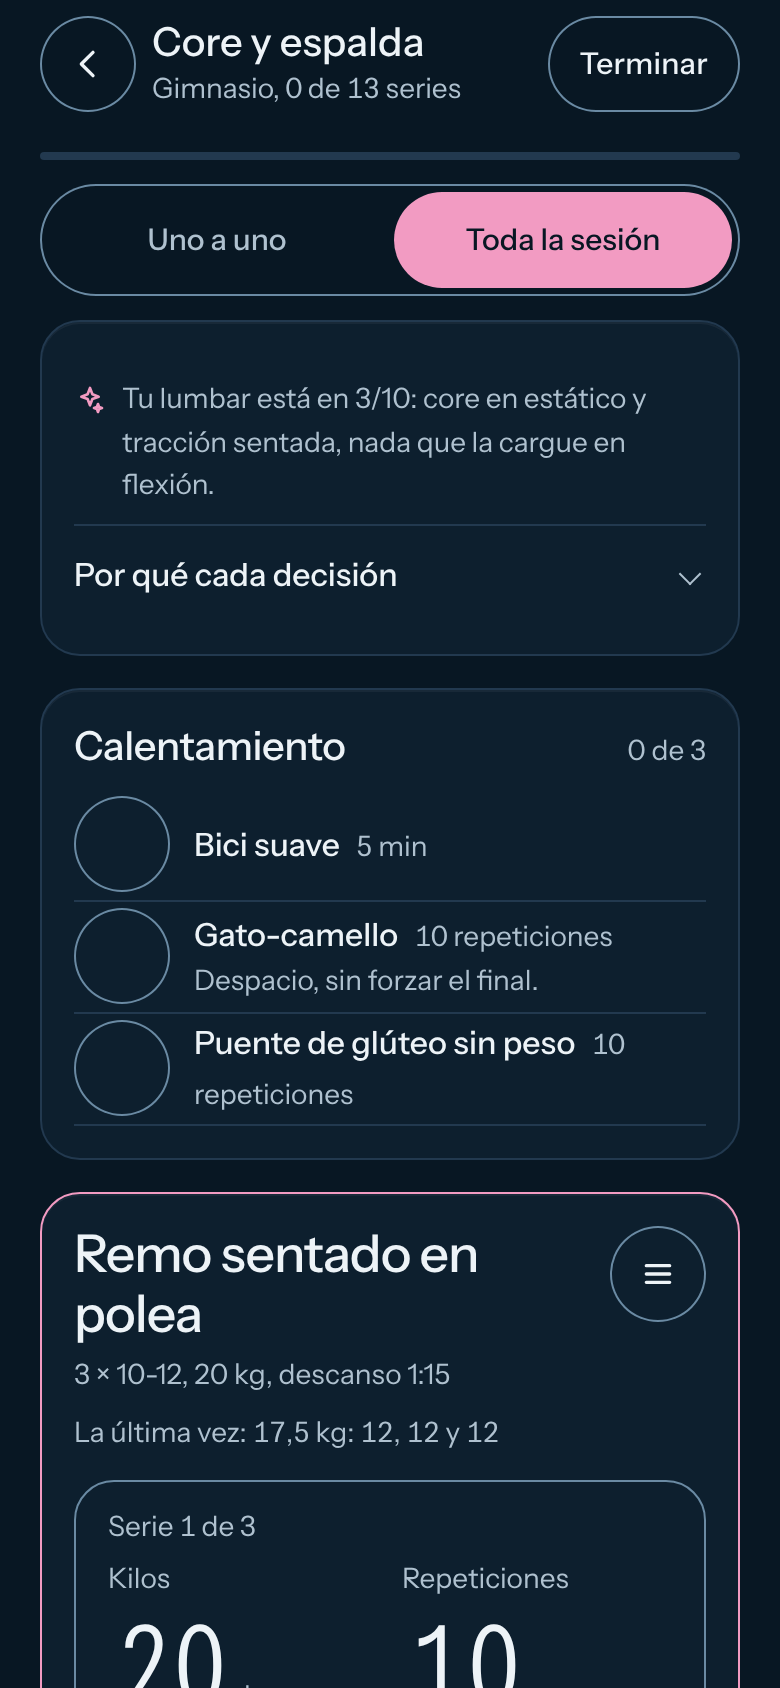 Core y espalda
Gimnasio, 0 de 13 series
Terminar
Uno a uno
Toda la sesión
Tu lumbar está en 3/10: core en estático y
tracción sentada, nada que la cargue en
flexión.
Por qué cada decisión
Calentamiento
0 de 3
Bici suave 5 min
Gato-camello 10 repeticiones
Despacio, sin forzar el final.
Puente de glúteo sin peso 10
repeticiones
Remo sentado en
polea
3 × 10-12, 20 kg, descanso 1:15
La última vez: 17,5 kg: 12, 12 y 12
Serie 1 de 3
Kilos
Repeticiones
20
10